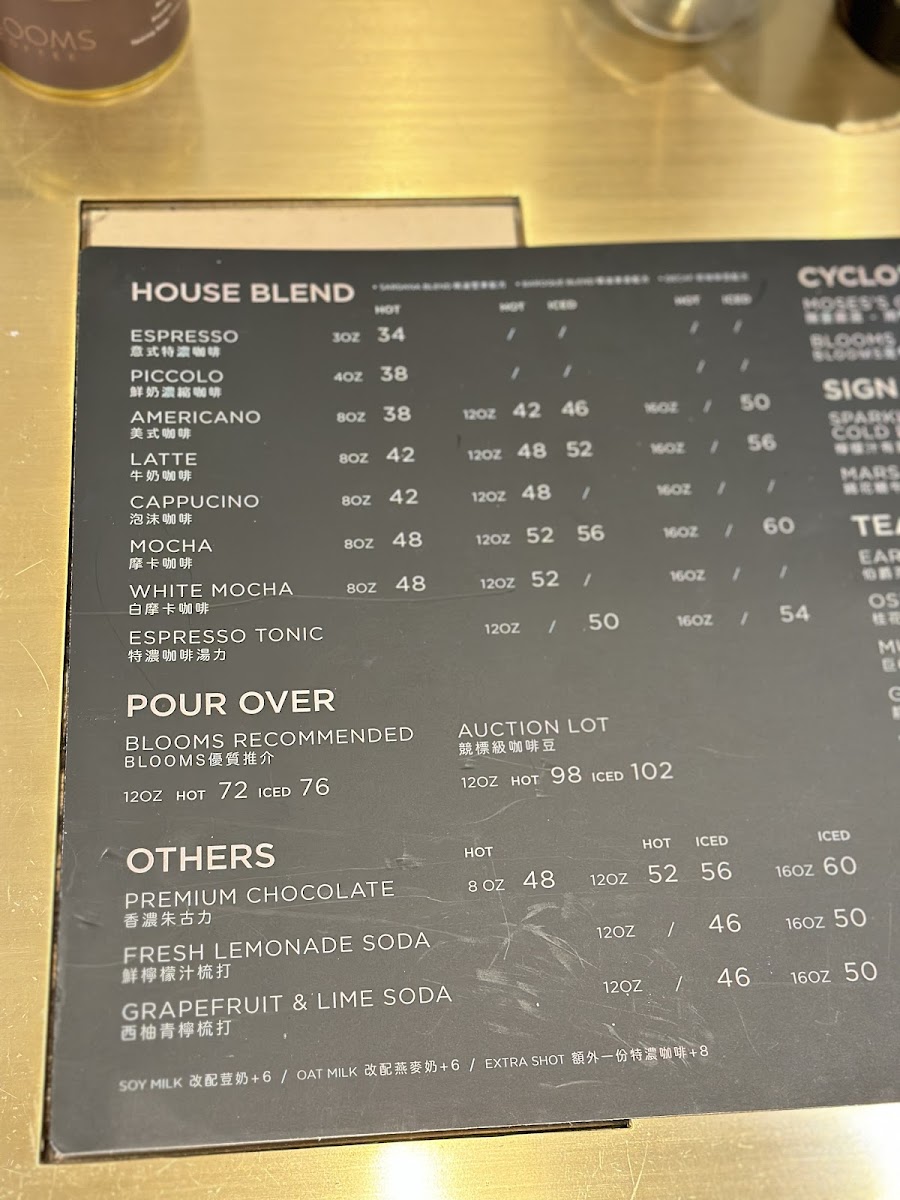 OOMS
HOUSE BLEND
HOT HOT ICED HOT ICED
ESPRESSO 3OZ 34 / / / /
意式特濃咖啡
PICCOLO 4OZ 38 / / / /
鮮奶濃縮咖啡
AMERICANO 8OZ 38 12OZ 42 46 16OZ / 50
美式咖啡
LATTE 8OZ 42 12OZ 48 52 16OZ / 56
牛奶咖啡
CAPPUCINO 8OZ 42 12OZ 48 / 16OZ / /
泡沫咖啡
MOCHA 8OZ 48 12OZ 52 56 16OZ / 60
摩卡咖啡
WHITE MOCHA 8OZ 48 12OZ 52 / 16OZ / /
白摩卡咖啡
ESPRESSO TONIC 12OZ / 50 16OZ / 54
特濃咖啡湯力
POUR OVER
BLOOMS RECOMMENDED
BLOOMS優質推介
12OZ HOT 72 ICED 76
AUCTION LOT
競標級咖啡豆
12OZ HOT 98 ICED 102
OTHERS HOT HOT ICED ICED
PREMIUM CHOCOLATE 8 OZ 48 12OZ 52 56 16OZ 60
香濃朱古力
FRESH LEMONADE SODA 12OZ / 46 16OZ 50
鮮檸檬汁梳打
GRAPEFRUIT & LIME SODA 12OZ / 46 16OZ 50
西柚青檸梳打
SOY MILK 改配荳奶+6 / OAT MILK 改配燕麥奶+6 / EXTRA SHOT 額外一份特濃咖啡+8
CYCLO
MOSES'S
BLOOMS
SIGN
SPARK
COLD
MARS
TEA
EAR
OS